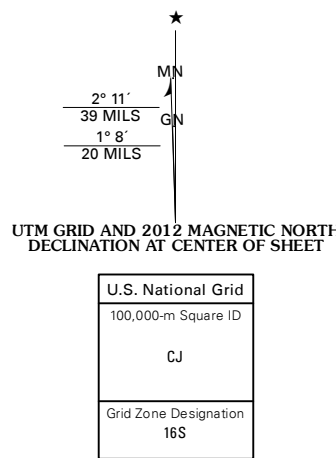 MN
2° 11´
39 MILS
GN
1° 8´
20 MILS
UTM GRID AND 2012 MAGNETIC NORTH
DECLINATION AT CENTER OF SHEET
U.S. National Grid
100,000-m Square ID
CJ
Grid Zone Designation
16S